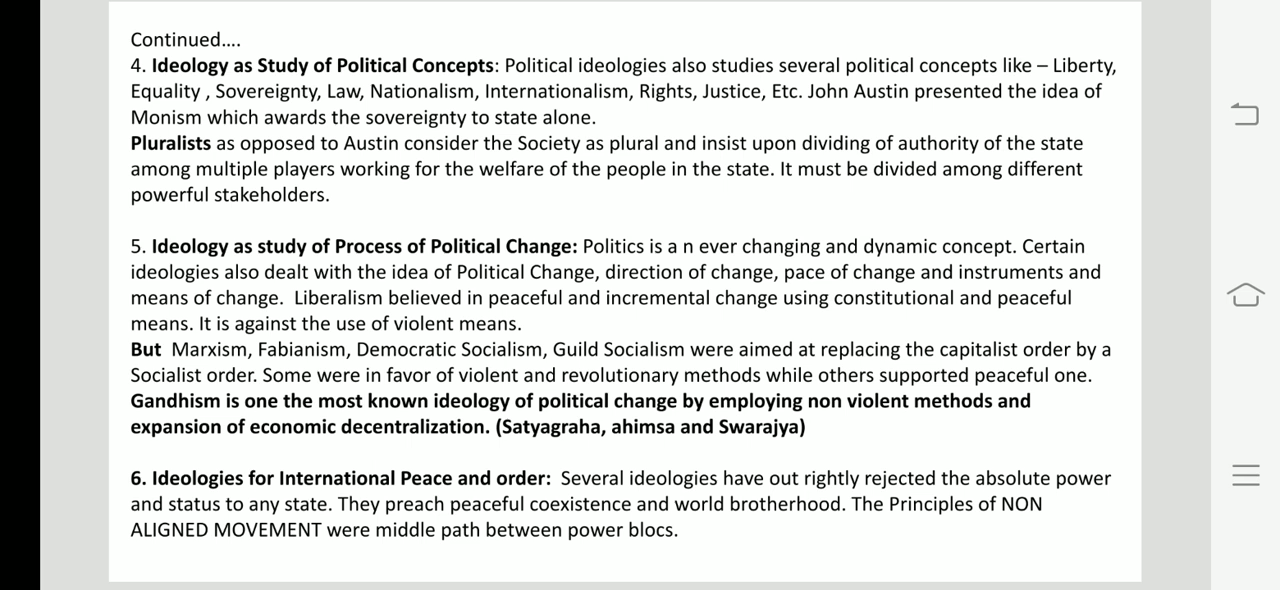 Continued....
4. Ideology as Study of Political Concepts: Political ideologies also studies several political concepts like – Liberty,
Equality , Sovereignty, Law, Nationalism, Internationalism, Rights, Justice, Etc. John Austin presented the idea of
Monism which awards the sovereignty to state alone.
Pluralists as opposed to Austin consider the Society as plural and insist upon dividing of authority of the state
among multiple players working for the welfare of the people in the state. It must be divided among different
powerful stakeholders.
5. Ideology as study of Process of Political Change: Politics is a n ever changing and dynamic concept. Certain
ideologies also dealt with the idea of Political Change, direction of change, pace of change and instruments and
means of change.  Liberalism believed in peaceful and incremental change using constitutional and peaceful
means. It is against the use of violent means.
But  Marxism, Fabianism, Democratic Socialism, Guild Socialism were aimed at replacing the capitalist order by a
Socialist order. Some were in favor of violent and revolutionary methods while others supported peaceful one.
Gandhism is one the most known ideology of political change by employing non violent methods and
expansion of economic decentralization. (Satyagraha, ahimsa and Swarajya)
6. Ideologies for International Peace and order:  Several ideologies have out rightly rejected the absolute power
and status to any state. They preach peaceful coexistence and world brotherhood. The Principles of NON
ALIGNED MOVEMENT were middle path between power blocs.